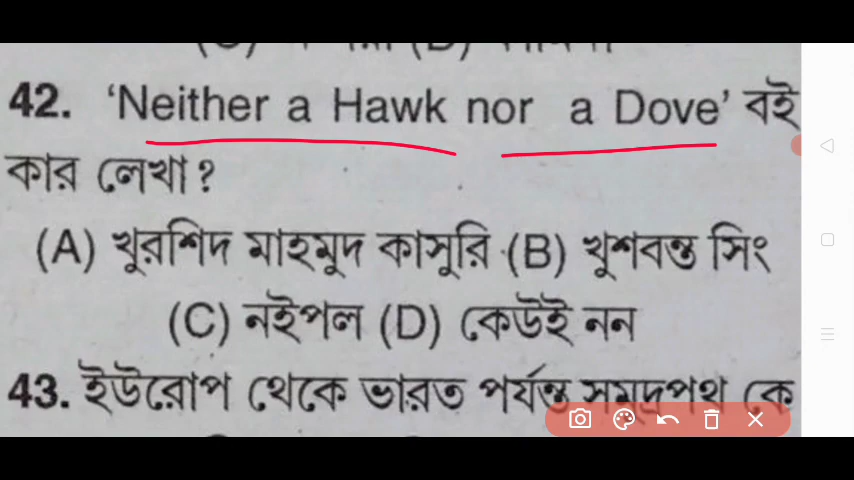 42. ‘Neither a Hawk nor a Dove’ বই
কার লেখা?
(A) খুরশিদ মাহমুদ কাসুরি (B) খুশবন্ত সিং
(C) নইপল (D) কেউই নন
43. ইউরোপ থেকে ভারত পর্যন্ত সমুদ্রপথ কে